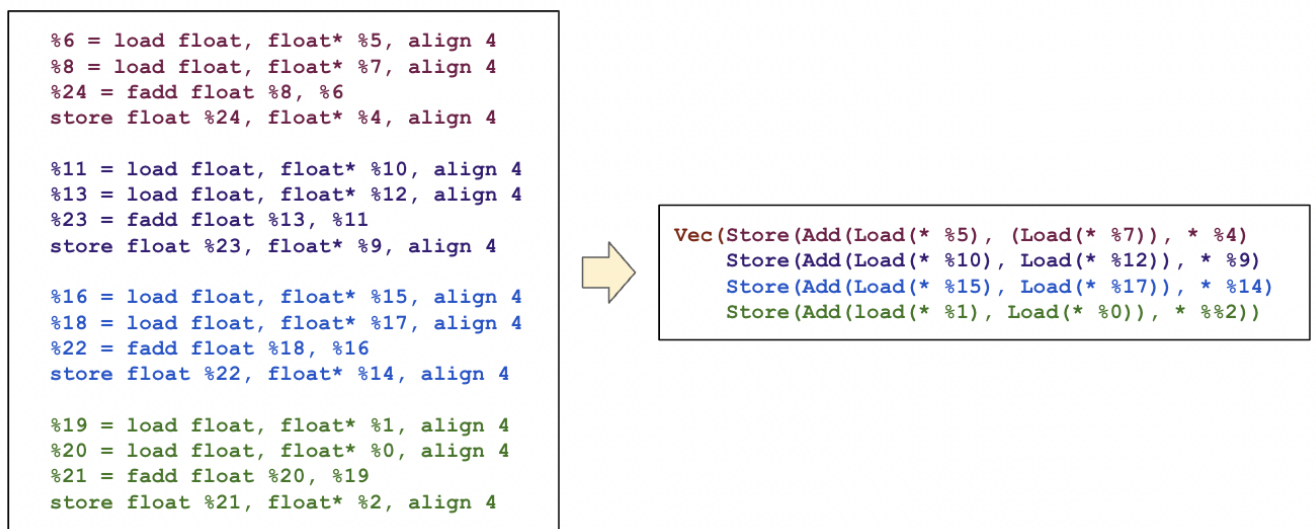 %6 = load float, float* %5, align 4
%8 = load float, float* %7, align 4
%24 = fadd float %8, %6
store float %24, float* %4, align 4
%11 = load float, float* %10, align 4
%13 = load float, float* %12, align 4
%23 = fadd float %13, %11
store float %23, float* %9, align 4
%16 = load float, float* %15, align 4
%18 = load float, float* %17, align 4
%22 = fadd float %18, %16
store float %22, float* %14, align 4
%19 = load float, float* %1, align 4
%20 = load float, float* %0, align 4
%21 = fadd float %20, %19
store float %21, float* %2, align 4
Vec(Store(Add(Load(* %5), (Load(* %7)), * %4)
Store(Add(Load(* %10), Load(* %12)), * %9)
Store(Add(Load(* %15), Load(* %17)), * %14)
Store(Add(load(* %1), Load(* %0)), * %%2))